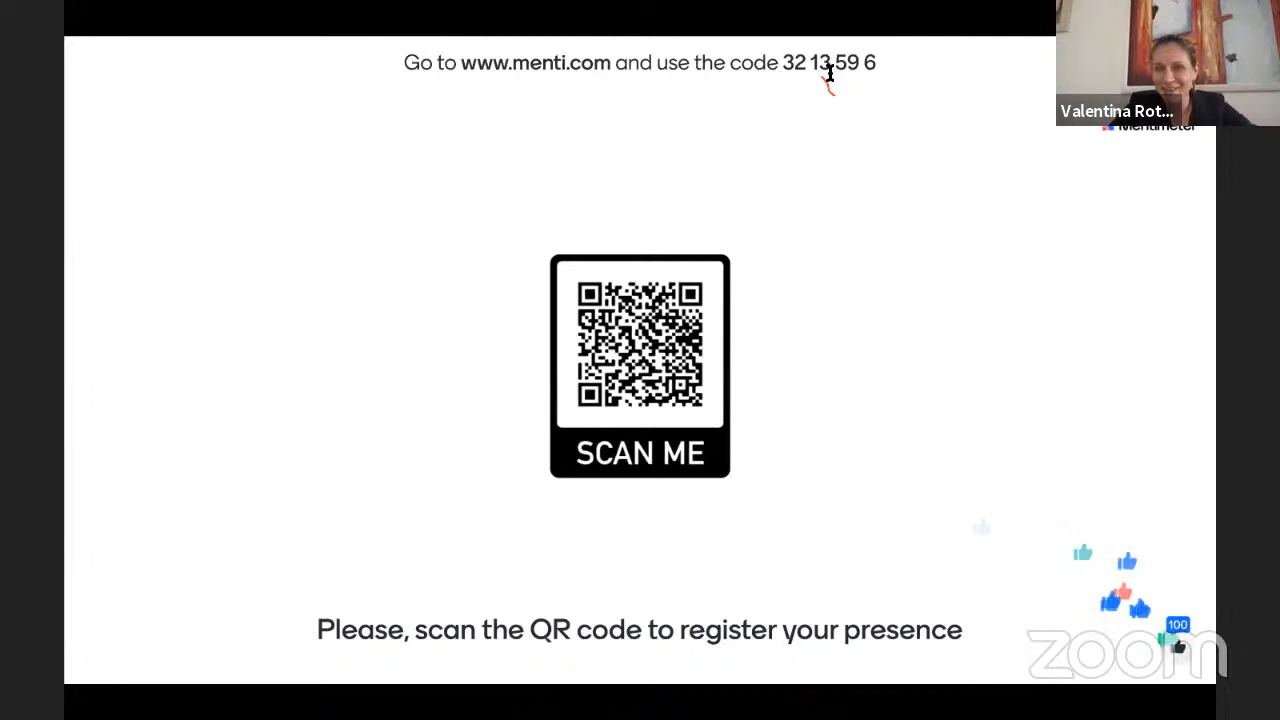 Go to www.menti.com and use the code 32 13 59 6
Valentina Rot...
Mentimeter
SCAN ME
Please, scan the QR code to register your presence
100
zoom